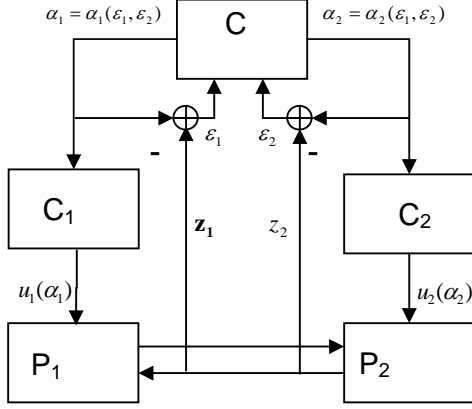 α₁ = α₁(ε₁, ε₂) C α₂ = α₂(ε₁, ε₂)
ε₁ ε₂
- -
C₁ z₁ z₂ C₂
u₁(α₁) u₂(α₂)
P₁ P₂